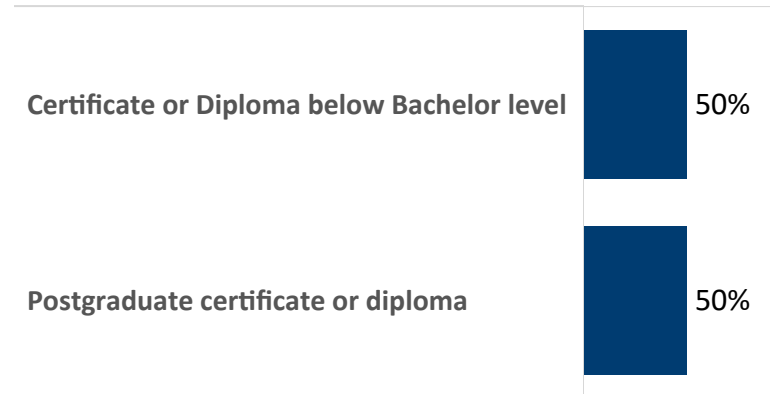 Certificate or Diploma below Bachelor level 50%
Postgraduate certificate or diploma 50%